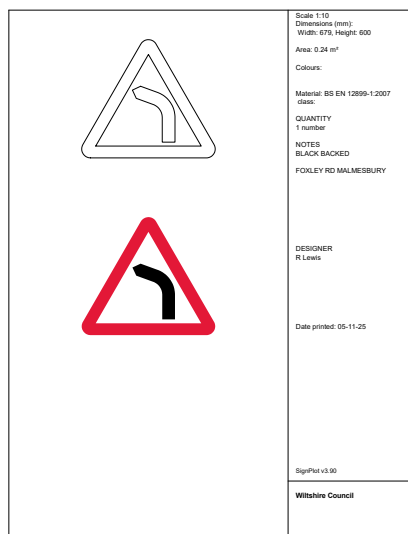 Scale 1:10
Dimensions (mm):
Width: 679, Height: 600
Area: 0.24 m²
Colours:
Material: BS EN 12899-1:2007
class:
QUANTITY
1 number
NOTES
BLACK BACKED
FOXLEY RD MALMESBURY
DESIGNER
R Lewis
Date printed: 05-11-25
SignPlot v3.90
Wiltshire Council